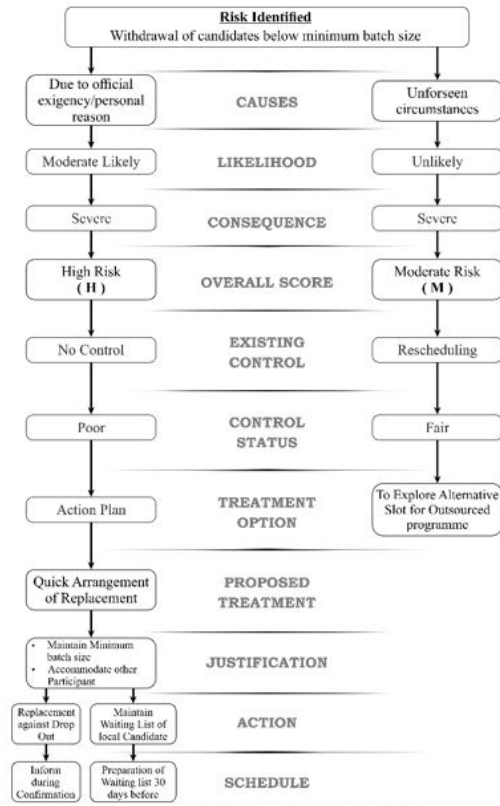 Risk Identified
Withdrawal of candidates below minimum batch size
Due to official
exigency/personal
reason
CAUSES
Unforseen
circumstances
Moderate Likely
LIKELIHOOD
Unlikely
Severe
CONSEQUENCE
Severe
High Risk
( H )
OVERALL SCORE
Moderate Risk
( M )
No Control
EXISTING
CONTROL
Rescheduling
Poor
CONTROL
STATUS
Fair
Action Plan
TREATMENT
OPTION
To Explore Alternative
Slot for Outsourced
programme
Quick Arrangement
of Replacement
PROPOSED
TREATMENT
• Maintain Minimum
batch size
• Accommodate other
Participant
JUSTIFICATION
Replacement
against Drop
Out
Maintain
Waiting List of
local Candidate
ACTION
Inform
during
Confirmation
Preparation of
Waiting list 30
days before
SCHEDULE